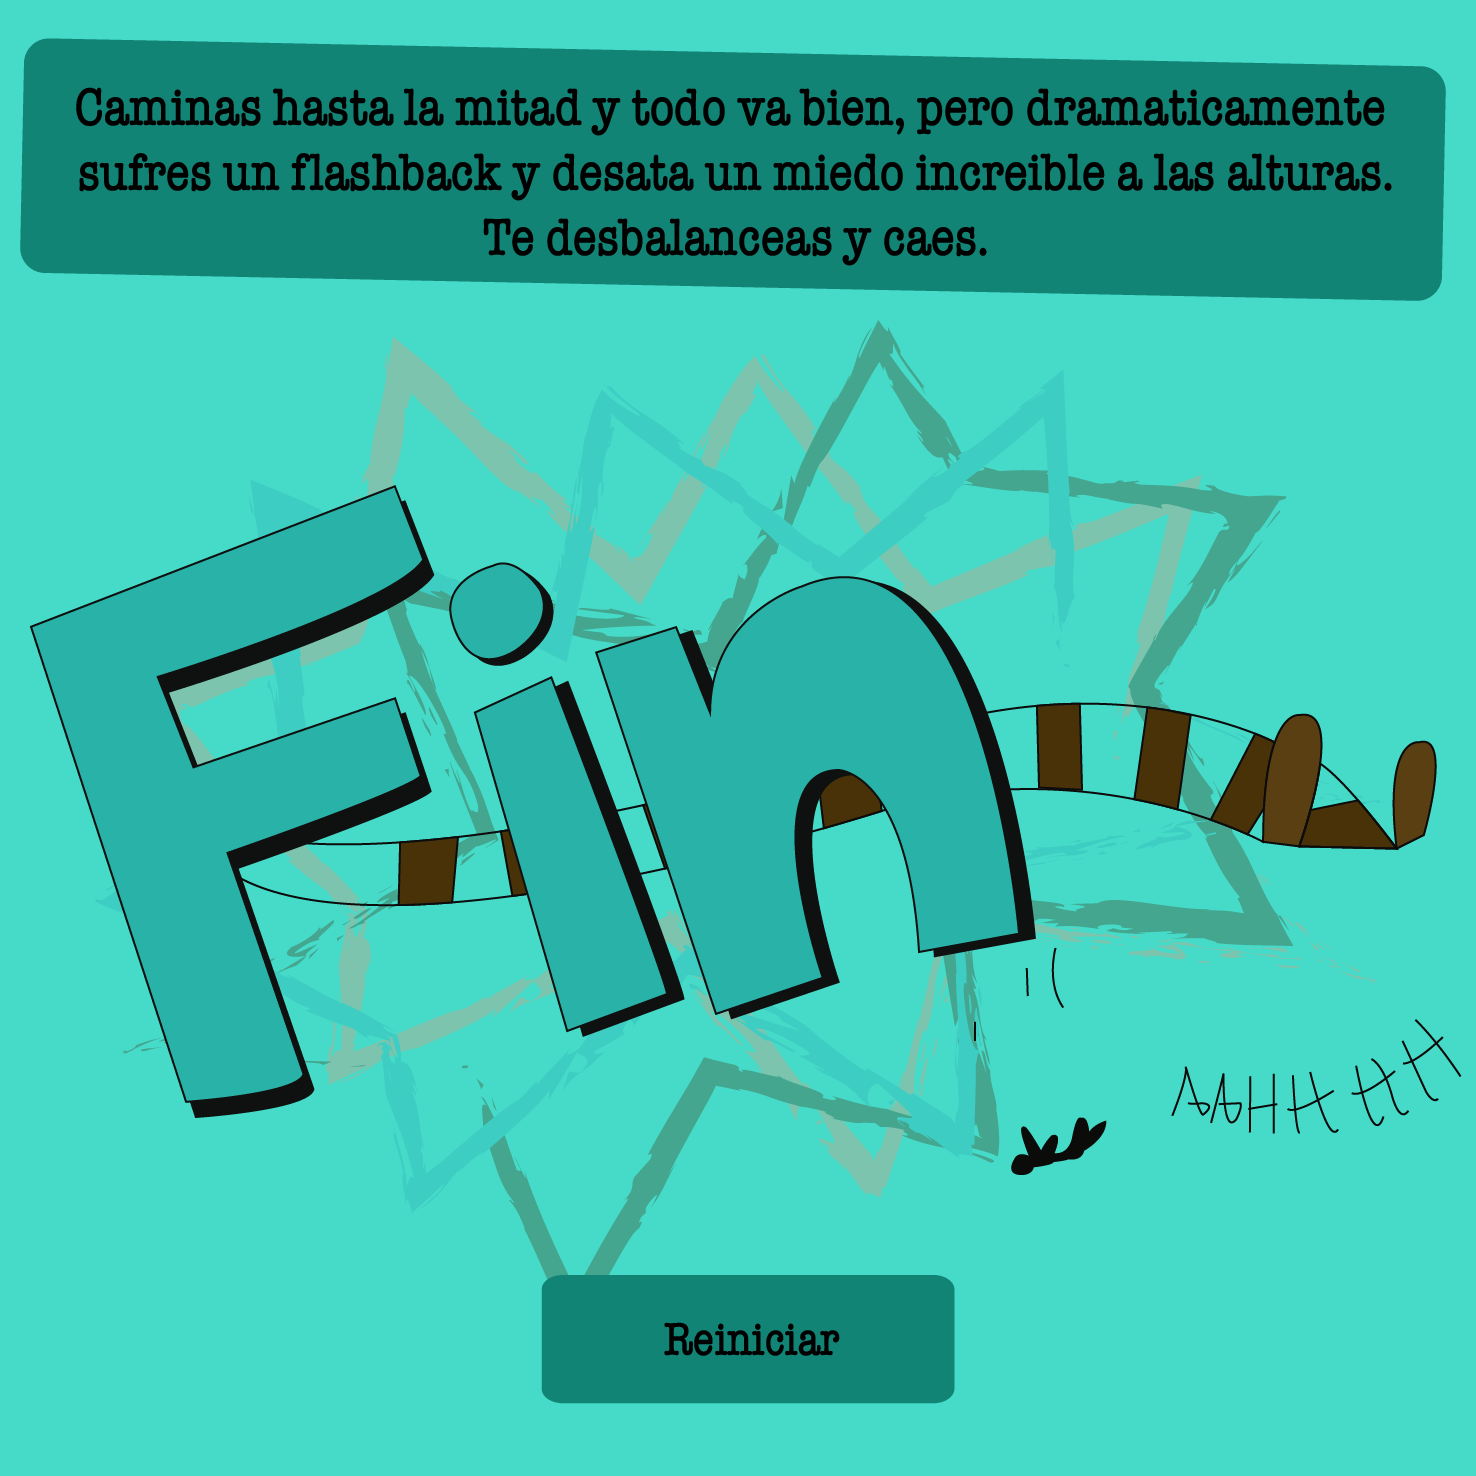 Caminas hasta la mitad y todo va bien, pero dramaticamente
sufres un flashback y desata un miedo increible a las alturas.
Te desbalanceas y caes.
Fin
AAHHHHH
Reiniciar